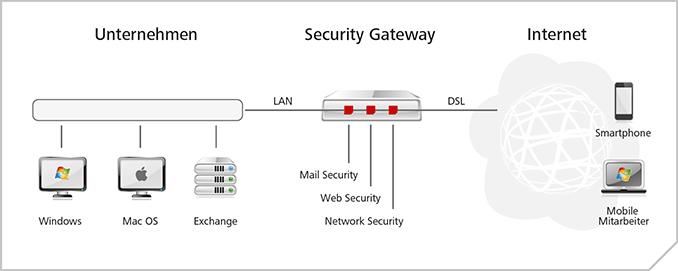 Unternehmen
Security Gateway
Internet
LAN
DSL
Smartphone
Mail Security
Web Security
Network Security
Windows
Mac OS
Exchange
Mobile
Mitarbeiter